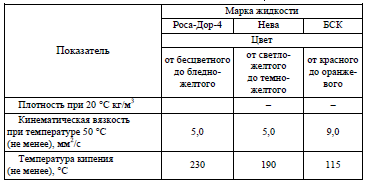 Показатель
Марка жидкости
Роса-Дор-4 Нева БСК
Цвет
от бесцветного до бледно-желтого
от светло-желтого до темно-желтого
от красного до оранжевого
Плотность при 20 °С кг/м³ – –
Кинематическая вязкость
при температуре 50 °С
(не менее), мм²/с 5,0 5,0 9,0
Температура кипения
(не менее), °С 230 190 115